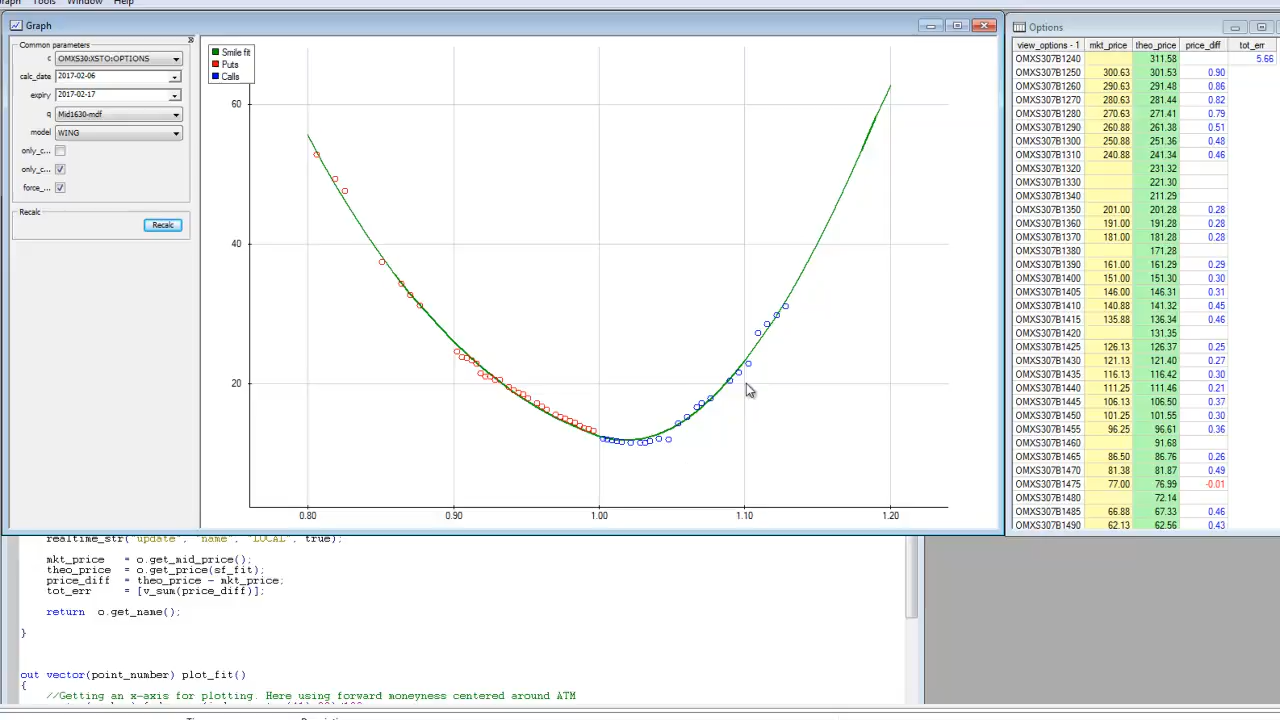 Graph Tools Window Help
Graph
Common parameters
c OMXS30:XSTO:OPTIONS
calc_date 2017-02-06
expiry 2017-02-17
q Mid1630-mdf
model WING
only_c...
only_c...
force_...
Recalc
Recalc
Smile fit
Puts
Calls
60
40
20
0.80 0.90 1.00 1.10 1.20
Options
view_options - 1 mkt_price theo_price price_diff tot_err
OMXS307B1240 311.58 5.66
OMXS307B1250 300.63 301.53 0.90
OMXS307B1260 290.63 291.48 0.86
OMXS307B1270 280.63 281.44 0.82
OMXS307B1280 270.63 271.41 0.79
OMXS307B1290 260.88 261.38 0.51
OMXS307B1300 250.88 251.36 0.48
OMXS307B1310 240.88 241.34 0.46
OMXS307B1320 231.32
OMXS307B1330 221.30
OMXS307B1340 211.29
OMXS307B1350 201.00 201.28 0.28
OMXS307B1360 191.00 191.28 0.28
OMXS307B1370 181.00 181.28 0.28
OMXS307B1380 171.28
OMXS307B1390 161.00 161.29 0.29
OMXS307B1400 151.00 151.30 0.30
OMXS307B1405 146.00 146.31 0.31
OMXS307B1410 140.88 141.32 0.45
OMXS307B1415 135.88 136.34 0.46
OMXS307B1420 131.35
OMXS307B1425 126.13 126.37 0.25
OMXS307B1430 121.13 121.40 0.27
OMXS307B1435 116.13 116.42 0.30
OMXS307B1440 111.25 111.46 0.21
OMXS307B1445 106.13 106.50 0.37
OMXS307B1450 101.25 101.55 0.30
OMXS307B1455 96.25 96.61 0.36
OMXS307B1460 91.68
OMXS307B1465 86.50 86.76 0.26
OMXS307B1470 81.38 81.87 0.49
OMXS307B1475 77.00 76.99 -0.01
OMXS307B1480 72.14
OMXS307B1485 66.88 67.33 0.46
OMXS307B1490 62.13 62.56 0.43
realtime_str("update", "name", "LOCAL", true);
mkt_price = o.get_mid_price();
theo_price = o.get_price(sf_fit);
price_diff = theo_price - mkt_price;
tot_err = [v_sum(price_diff)];
return o.get_name();
}
out vector(point_number) plot_fit()
{
//Getting an x-axis for plotting. Here using forward moneyness centered around ATM